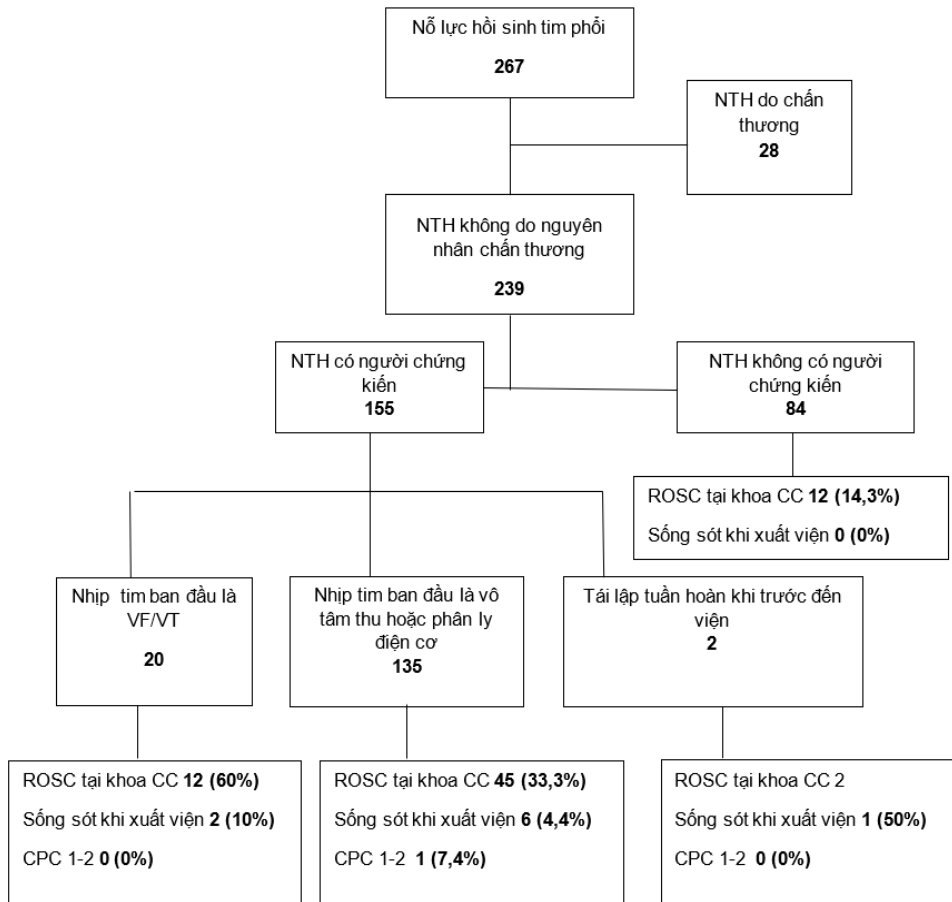 Nỗ lực hồi sinh tim phổi
267
NTH do chấn
thương
28
NTH không do nguyên
nhân chấn thương
239
NTH có người chứng
kiến
155
NTH không có người
chứng kiến
84
ROSC tại khoa CC 12 (14,3%)
Sống sót khi xuất viện 0 (0%)
Nhịp tim ban đầu là
VF/VT
20
Nhịp tim ban đầu là vô
tâm thu hoặc phân ly
điện cơ
135
Tái lập tuần hoàn khi trước đến
viện
2
ROSC tại khoa CC 12 (60%)
Sống sót khi xuất viện 2 (10%)
CPC 1-2 0 (0%)
ROSC tại khoa CC 45 (33,3%)
Sống sót khi xuất viện 6 (4,4%)
CPC 1-2 1 (7,4%)
ROSC tại khoa CC 2
Sống sót khi xuất viện 1 (50%)
CPC 1-2 0 (0%)